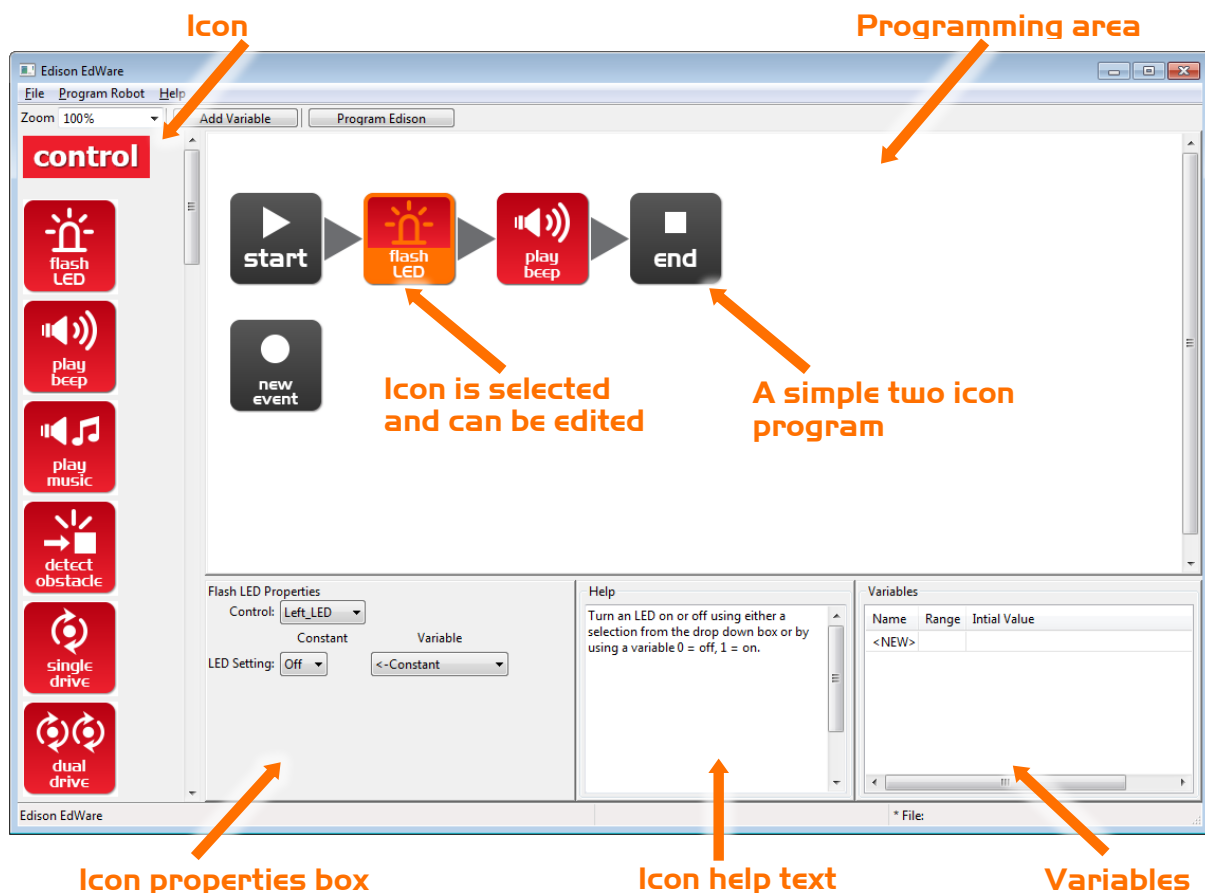 Icon
Programming area
Edison EdWare
File Program Robot Help
Zoom 100% Add Variable Program Edison
control
flash
LED
play
beep
play
music
detect
obstacle
single
drive
dual
drive
start
flash
LED
play
beep
end
new
event
Icon is selected
and can be edited
A simple two icon
program
Flash LED Properties
Control: Left_LED
Constant Variable
LED Setting: Off <-Constant
Help
Turn an LED on or off using either a
selection from the drop down box or by
using a variable 0 = off, 1 = on.
Variables
Name Range Intial Value
<NEW>
Edison EdWare
* File:
Icon properties box
Icon help text
Variables